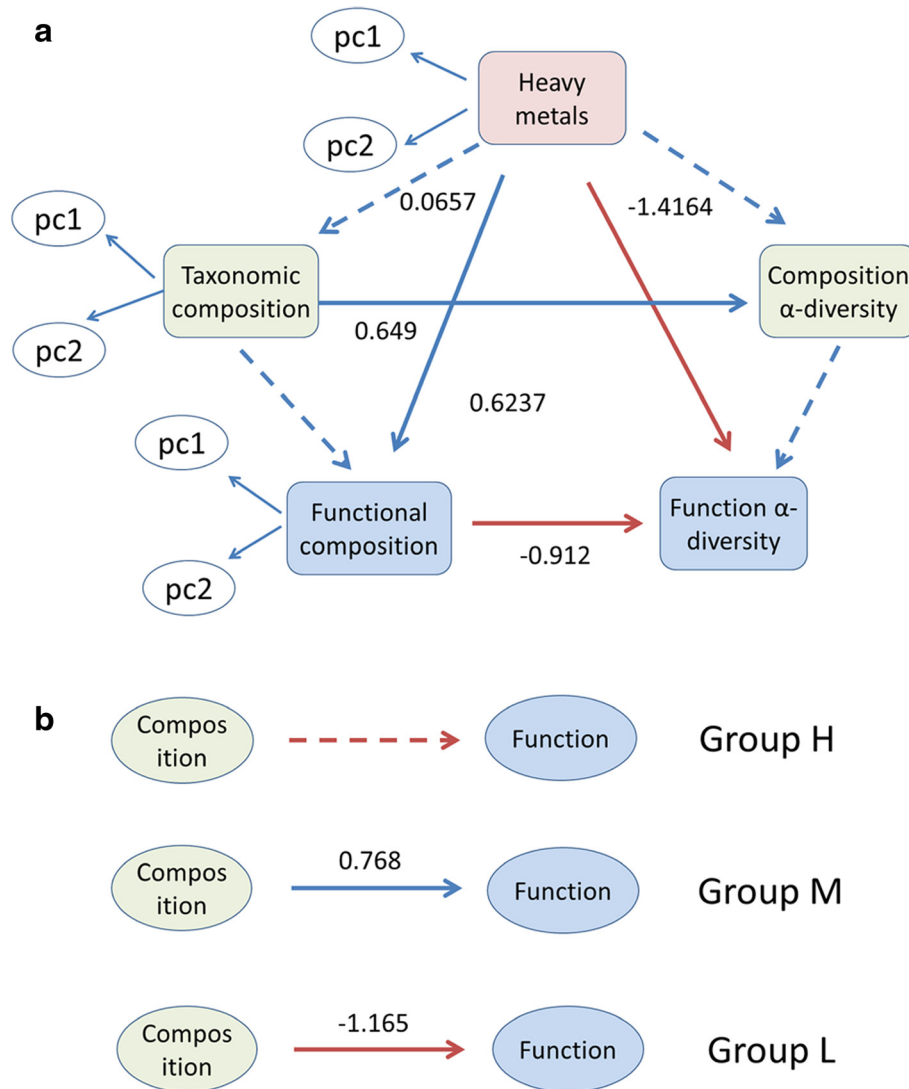 a
pc1
Heavy
metals
pc2
0.0657
-1.4164
pc1
Taxonomic
composition
Composition
α-diversity
pc2
0.649
0.6237
pc1
Functional
composition
Function α-
diversity
-0.912
pc2
b
Compos
ition
Function
Group H
0.768
Compos
ition
Function
Group M
-1.165
Compos
ition
Function
Group L